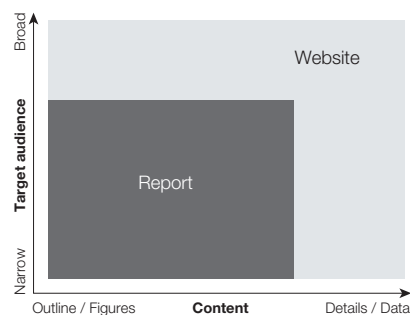 Broad
Website
Target audience
Report
Narrow
Outline / Figures
Content
Details / Data